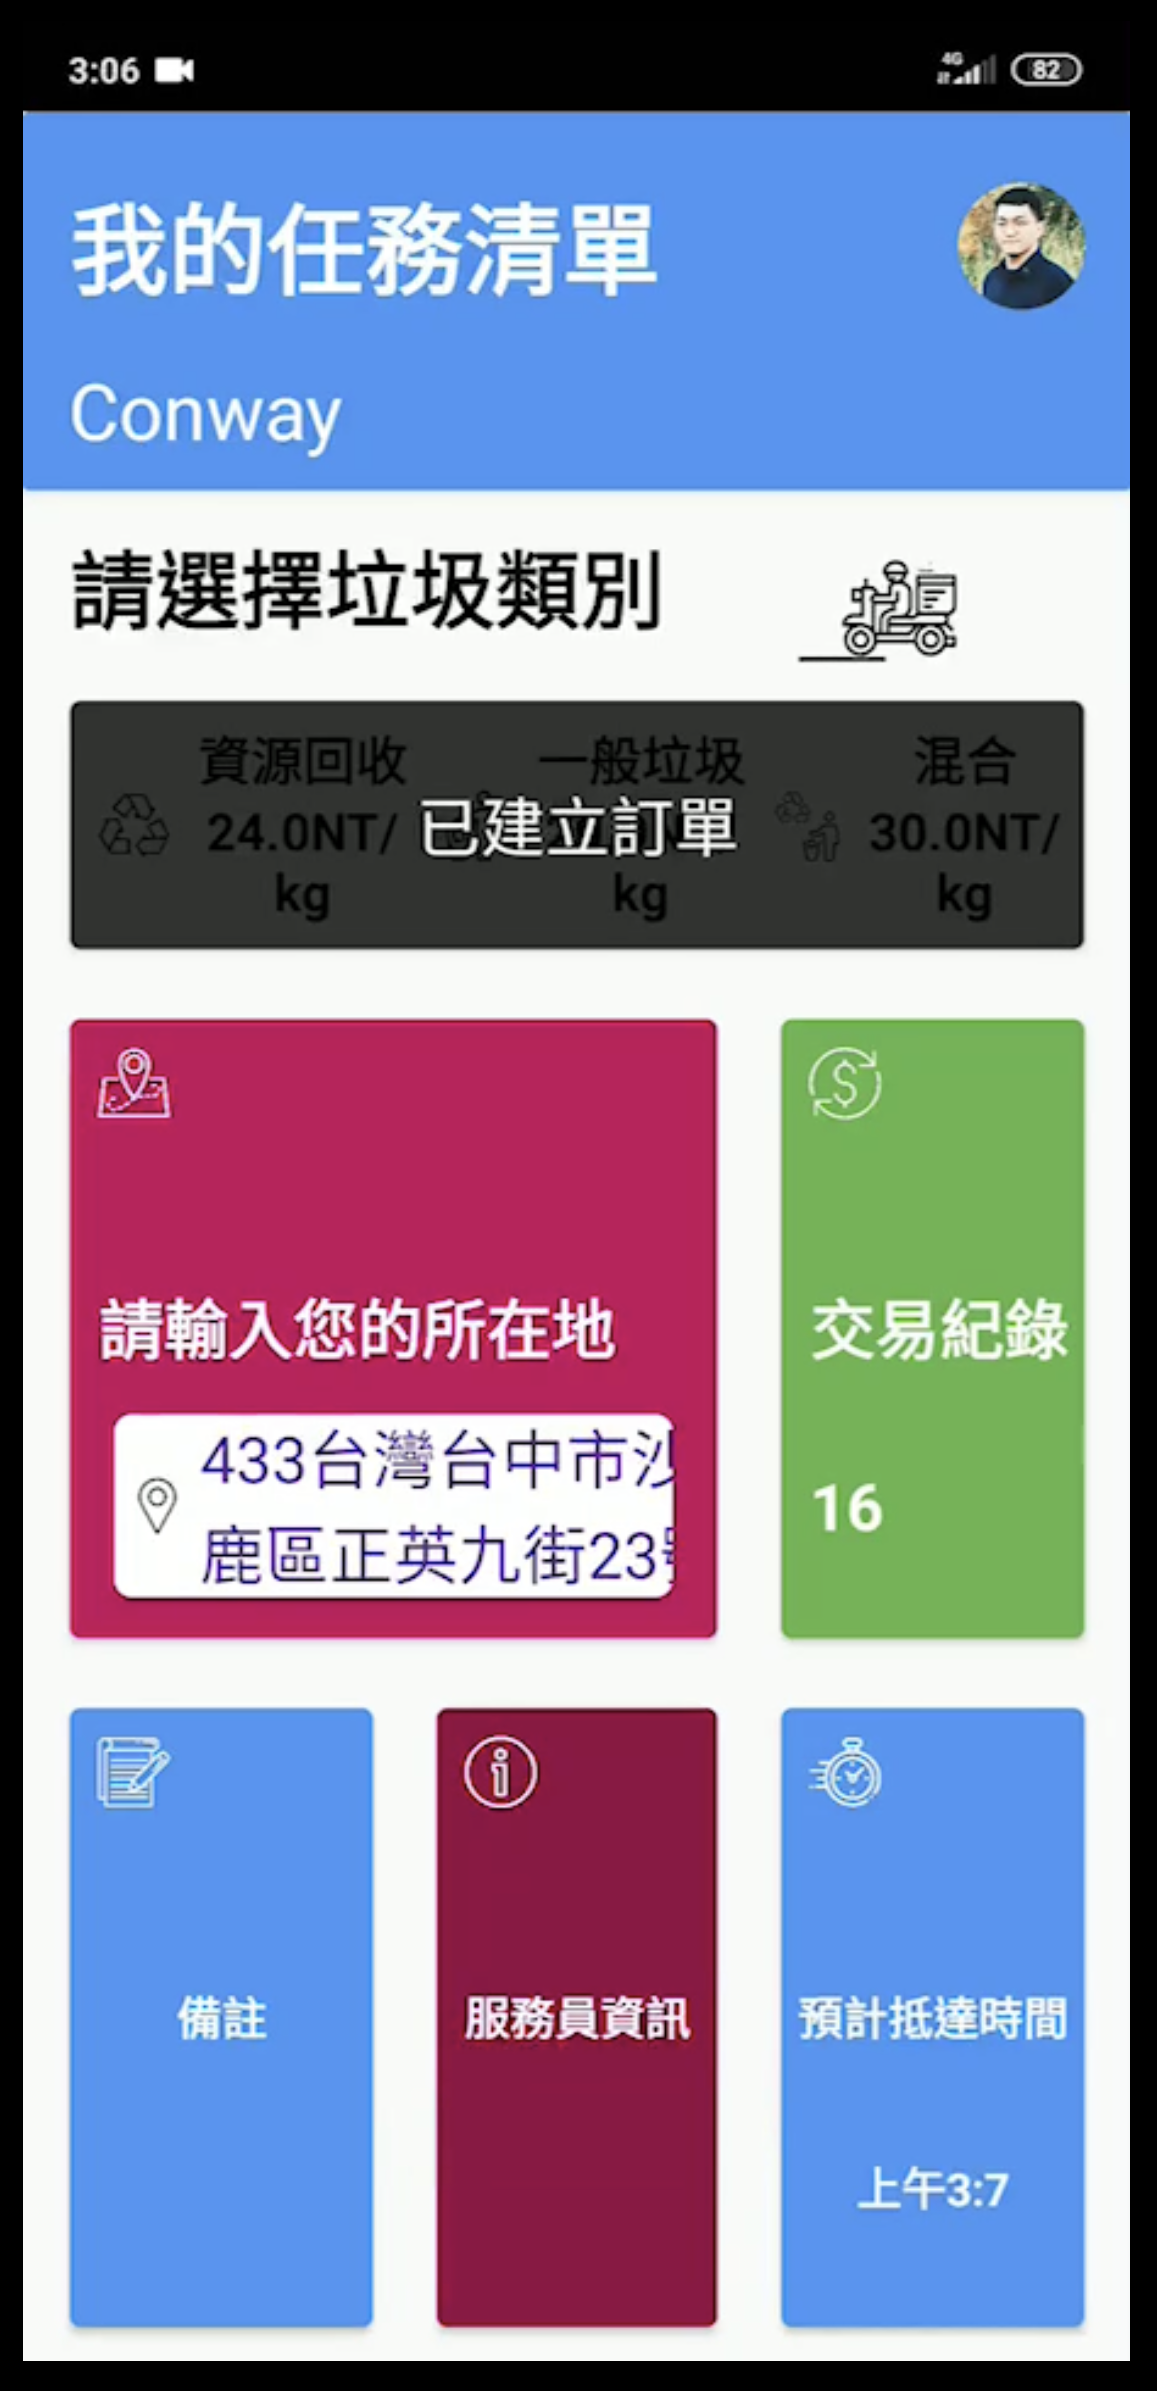 3:06
4G
82
我的任務清單
Conway
請選擇垃圾類別
資源回收
24.0NT/
kg
一般垃圾
kg
混合
30.0NT/
kg
已建立訂單
請輸入您的所在地
433台灣台中市沙
鹿區正英九街23
交易紀錄
16
備註
服務員資訊
預計抵達時間
上午3:7